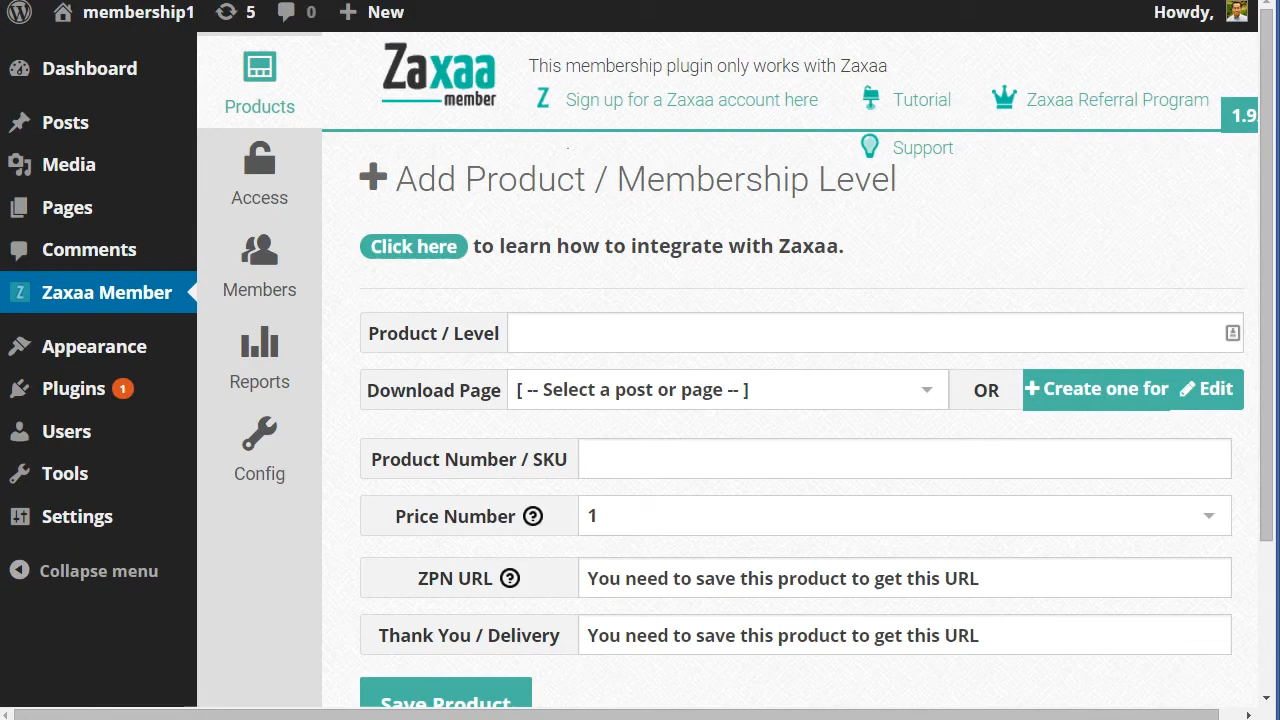 membership1 5 0 New Howdy,
Dashboard
Posts
Media
Pages
Comments
Z Zaxaa Member
Appearance
Plugins 1
Users
Tools
Settings
Collapse menu
Products
Access
Members
Reports
Config
Zaxaa
member
This membership plugin only works with Zaxaa
Z Sign up for a Zaxaa account here Tutorial Zaxaa Referral Program
1.9
Support
Add Product / Membership Level
Click here to learn how to integrate with Zaxaa.
Product / Level
Download Page [ -- Select a post or page -- ] OR Create one for Edit
Product Number / SKU
Price Number ? 1
ZPN URL ? You need to save this product to get this URL
Thank You / Delivery You need to save this product to get this URL
Save Product